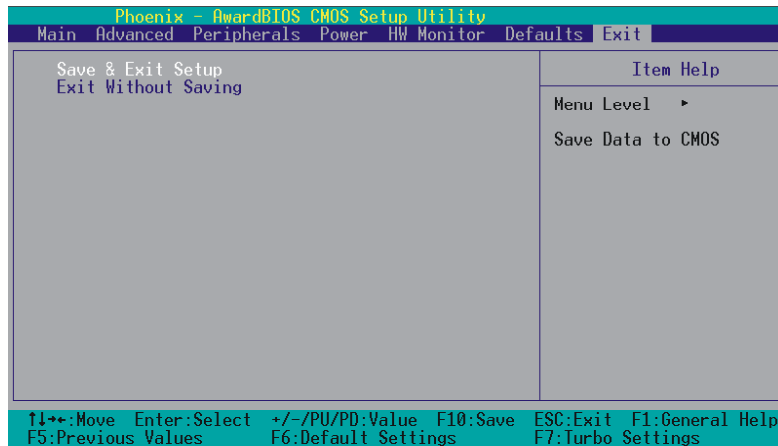 Phoenix - AwardBIOS CMOS Setup Utility
Main Advanced Peripherals Power HW Monitor Defaults Exit
Save & Exit Setup
Exit Without Saving
Item Help
Menu Level ▸
Save Data to CMOS
↑↓→←:Move Enter:Select +/-/PU/PD:Value F10:Save ESC:Exit F1:General Help
F5:Previous Values F6:Default Settings F7:Turbo Settings